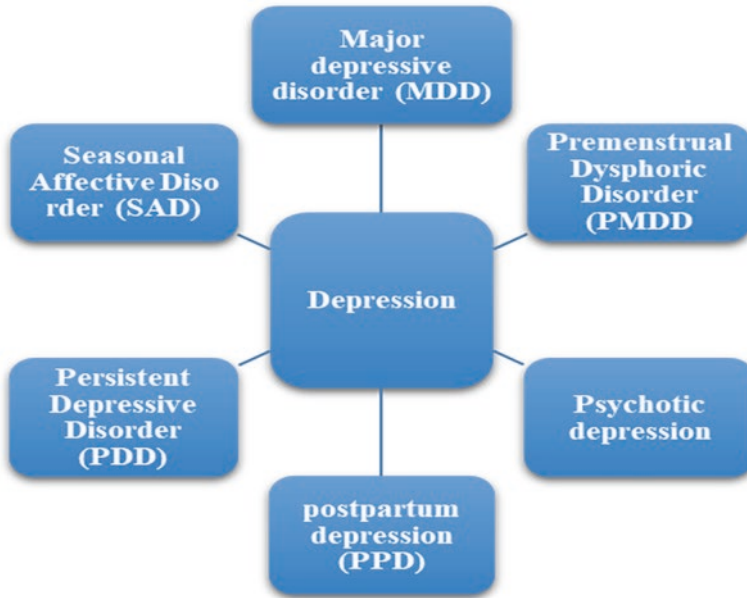 Major
depressive
disorder (MDD)
Seasonal
Affective Diso
rder (SAD)
Premenstrual
Dysphoric
Disorder
(PMDD
Depression
Persistent
Depressive
Disorder
(PDD)
Psychotic
depression
postpartum
depression
(PPD)